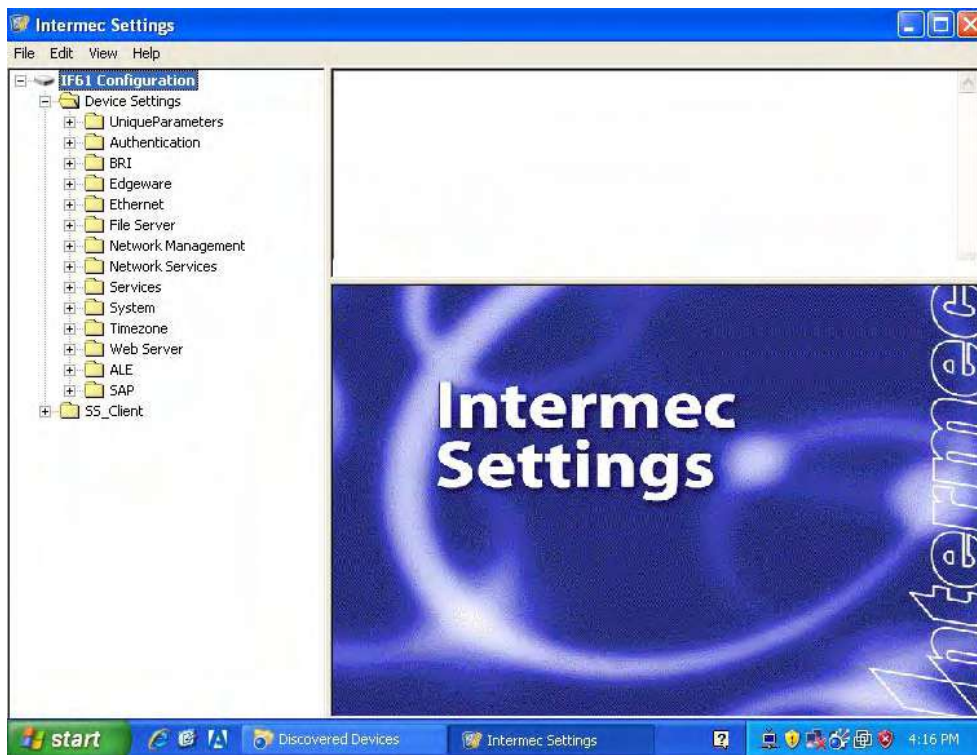 Intermec Settings
File Edit View Help
IF61 Configuration
Device Settings
UniqueParameters
Authentication
BRI
Edgeware
Ethernet
File Server
Network Management
Network Services
Services
System
Timezone
Web Server
ALE
SAP
SS_Client
Intermec
Settings
Intermec
start
Discovered Devices
Intermec Settings
4:16 PM